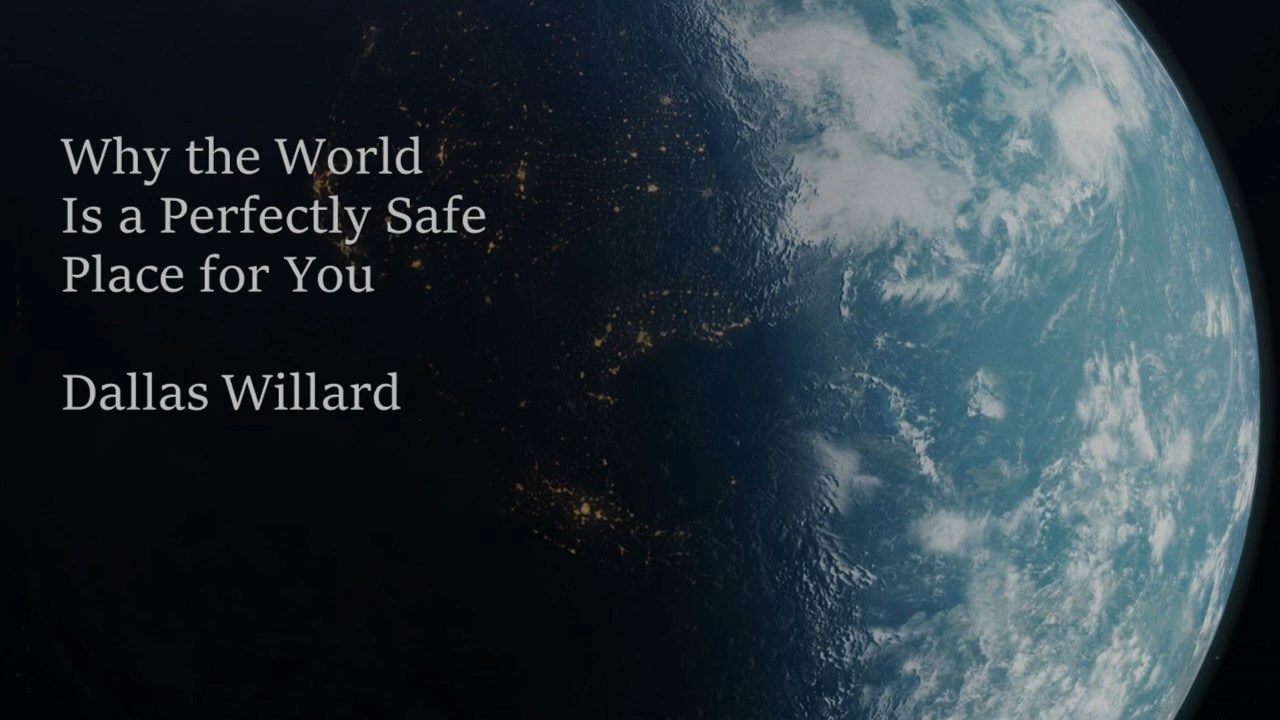 Why the World
Is a Perfectly Safe
Place for You
Dallas Willard